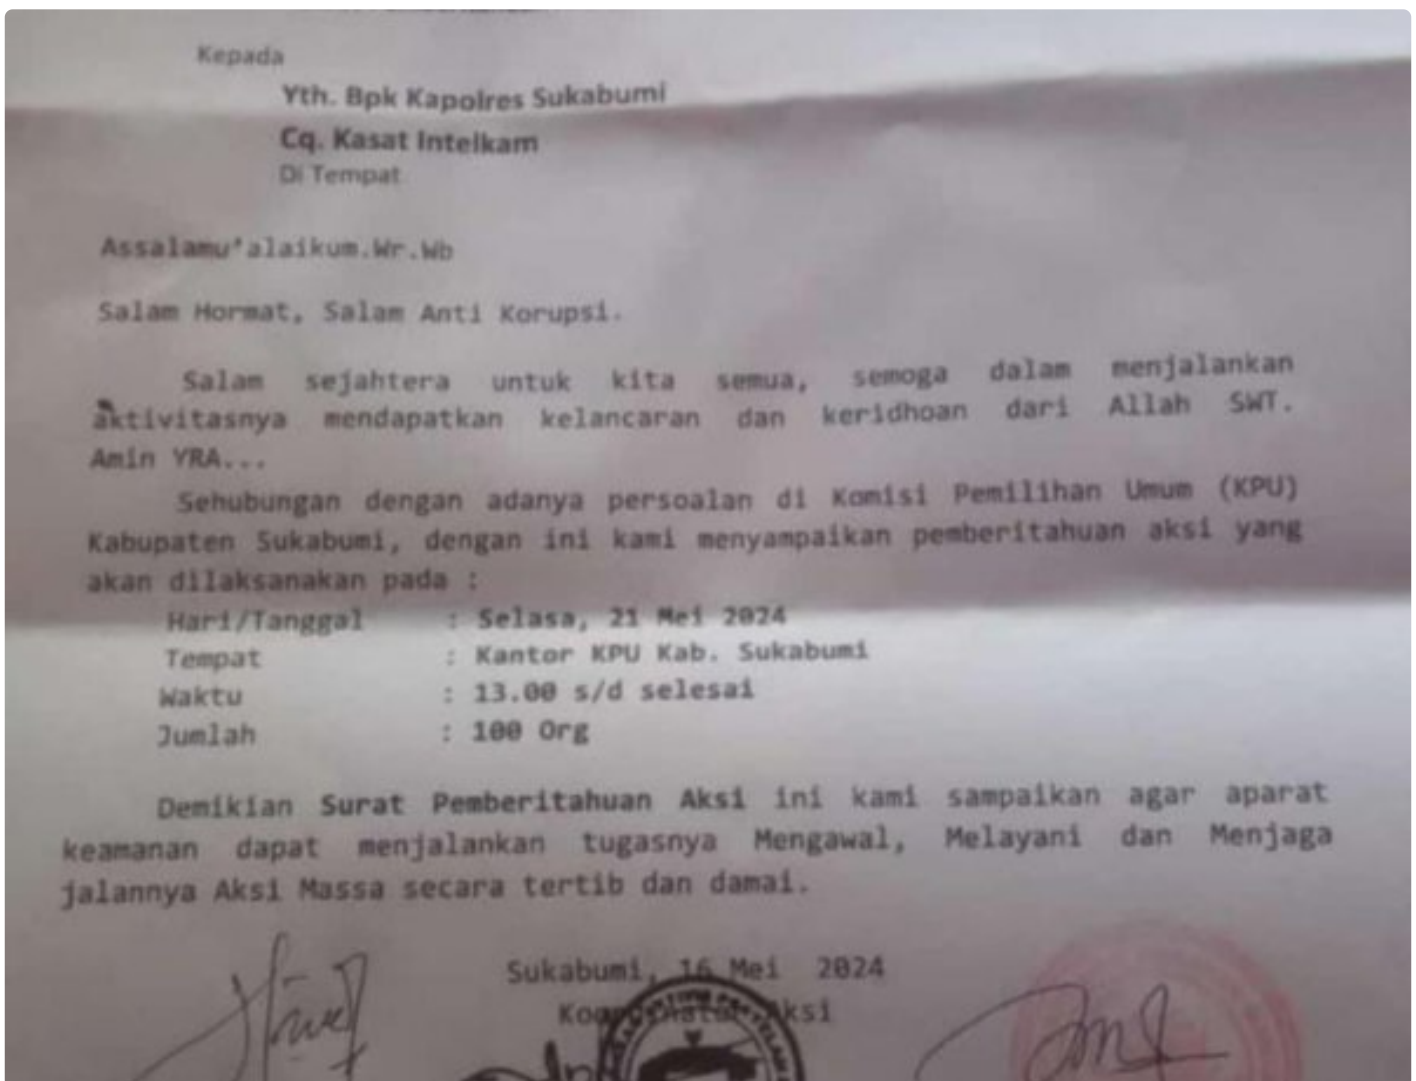 Kepada
Yth. Bpk Kapolres Sukabumi
Cq. Kasat Intelkam
Di Tempat
Assalamu'alaikum.Wr.Wb
Salam Hormat, Salam Anti Korupsi.
Salam sejahtera untuk kita semua, semoga dalam menjalankan
aktivitasnya mendapatkan kelancaran dan keridhoan dari Allah SWT.
Amin YRA...
Sehubungan dengan adanya persoalan di Komisi Pemilihan Umum (KPU)
Kabupaten Sukabumi, dengan ini kami menyampaikan pemberitahuan aksi yang
akan dilaksanakan pada :
Hari/Tanggal : Selasa, 21 Mei 2024
Tempat : Kantor KPU Kab. Sukabumi
Waktu : 13.00 s/d selesai
Jumlah : 100 Org
Demikian Surat Pemberitahuan Aksi ini kami sampaikan agar aparat
keamanan dapat menjalankan tugasnya Mengawal, Melayani dan Menjaga
jalannya Aksi Massa secara tertib dan damai.
Sukabumi, 16 Mei 2024
Aksi